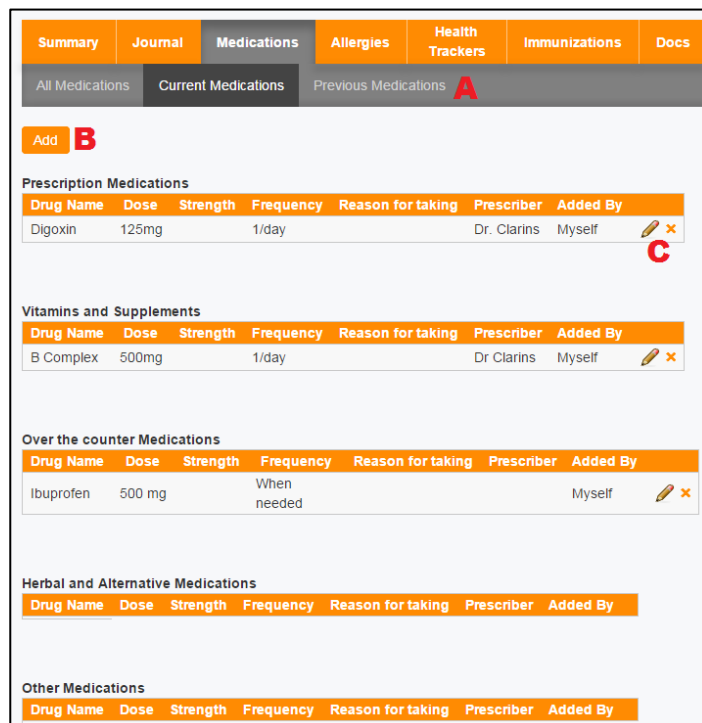 Summary Journal Medications Allergies Health Trackers Immunizations Docs
All Medications Current Medications Previous Medications A
Add B
Prescription Medications
Drug Name Dose Strength Frequency Reason for taking Prescriber Added By
Digoxin 125mg 1/day Dr. Clarins Myself
C
Vitamins and Supplements
Drug Name Dose Strength Frequency Reason for taking Prescriber Added By
B Complex 500mg 1/day Dr Clarins Myself
Over the counter Medications
Drug Name Dose Strength Frequency Reason for taking Prescriber Added By
Ibuprofen 500 mg When needed Myself
Herbal and Alternative Medications
Drug Name Dose Strength Frequency Reason for taking Prescriber Added By
Other Medications
Drug Name Dose Strength Frequency Reason for taking Prescriber Added By